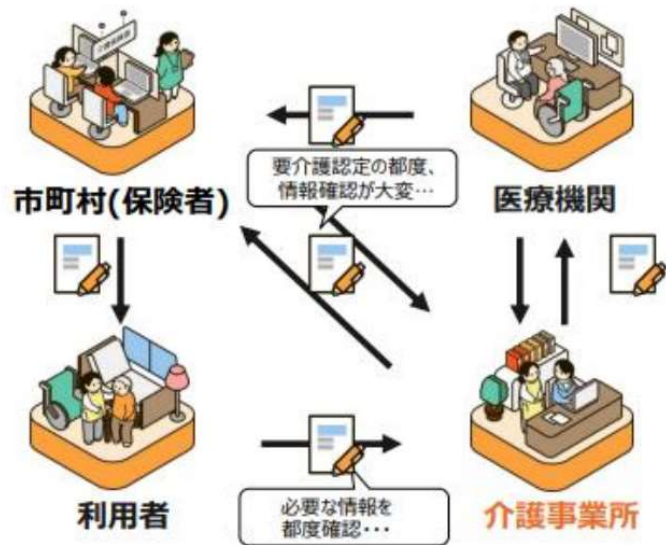 要介護認定の都度、
情報確認が大変…
市町村(保険者)
医療機関
必要な情報を
都度確認…
利用者
介護事業所